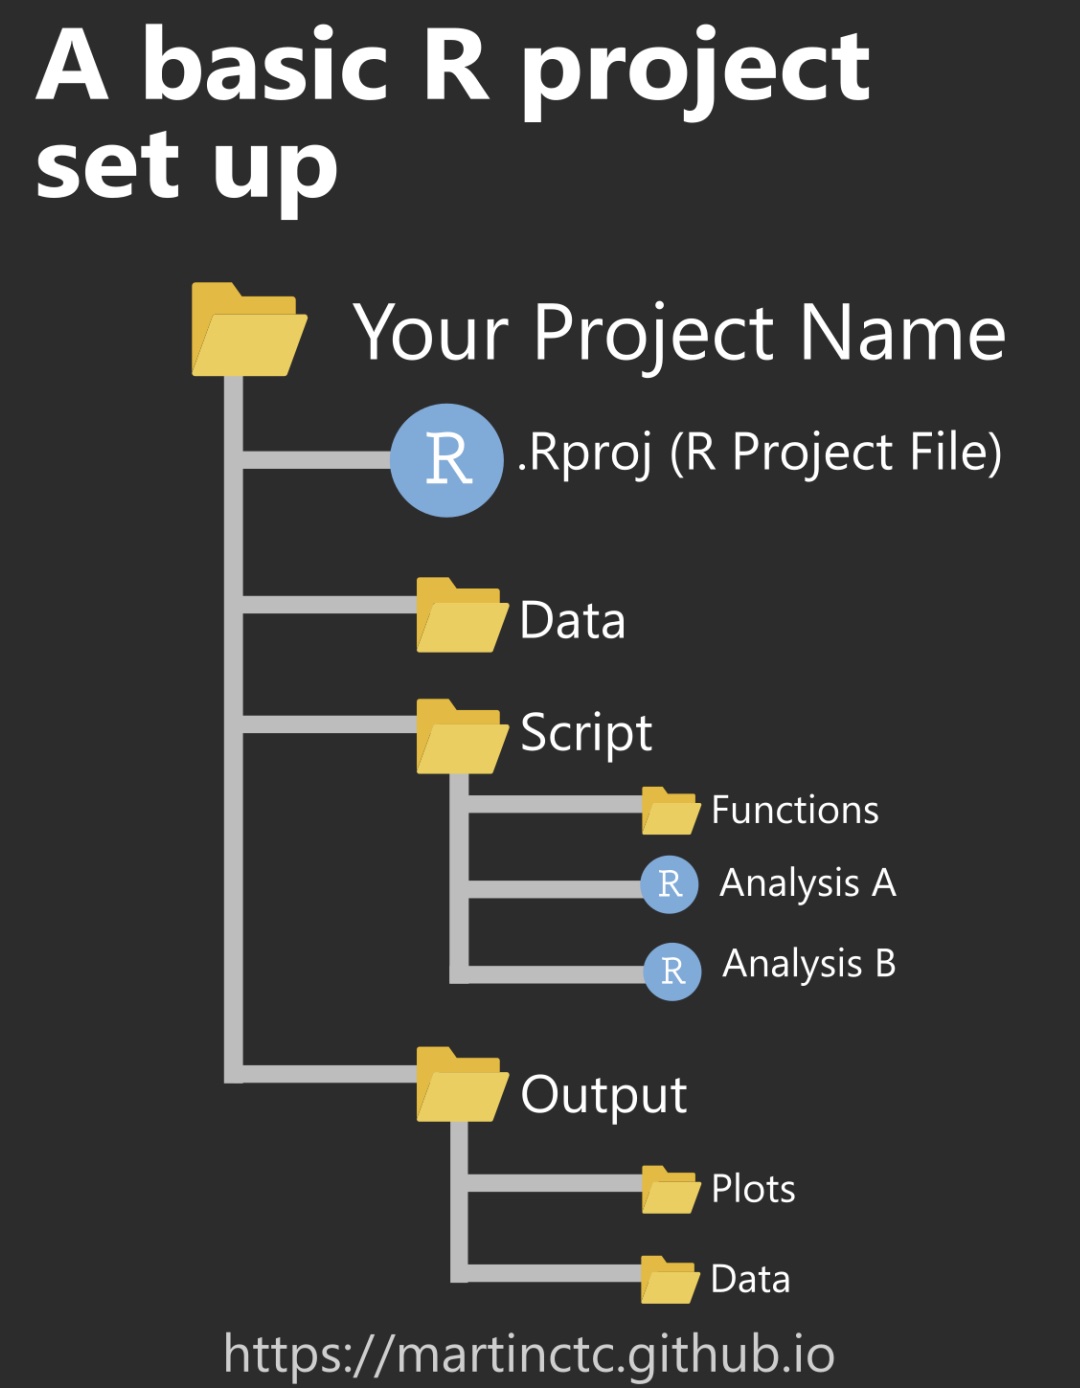 A basic R project
set up
Your Project Name
R
.Rproj (R Project File)
Data
Script
Functions
R
Analysis A
R
Analysis B
Output
Plots
Data
https://martinctc.github.io